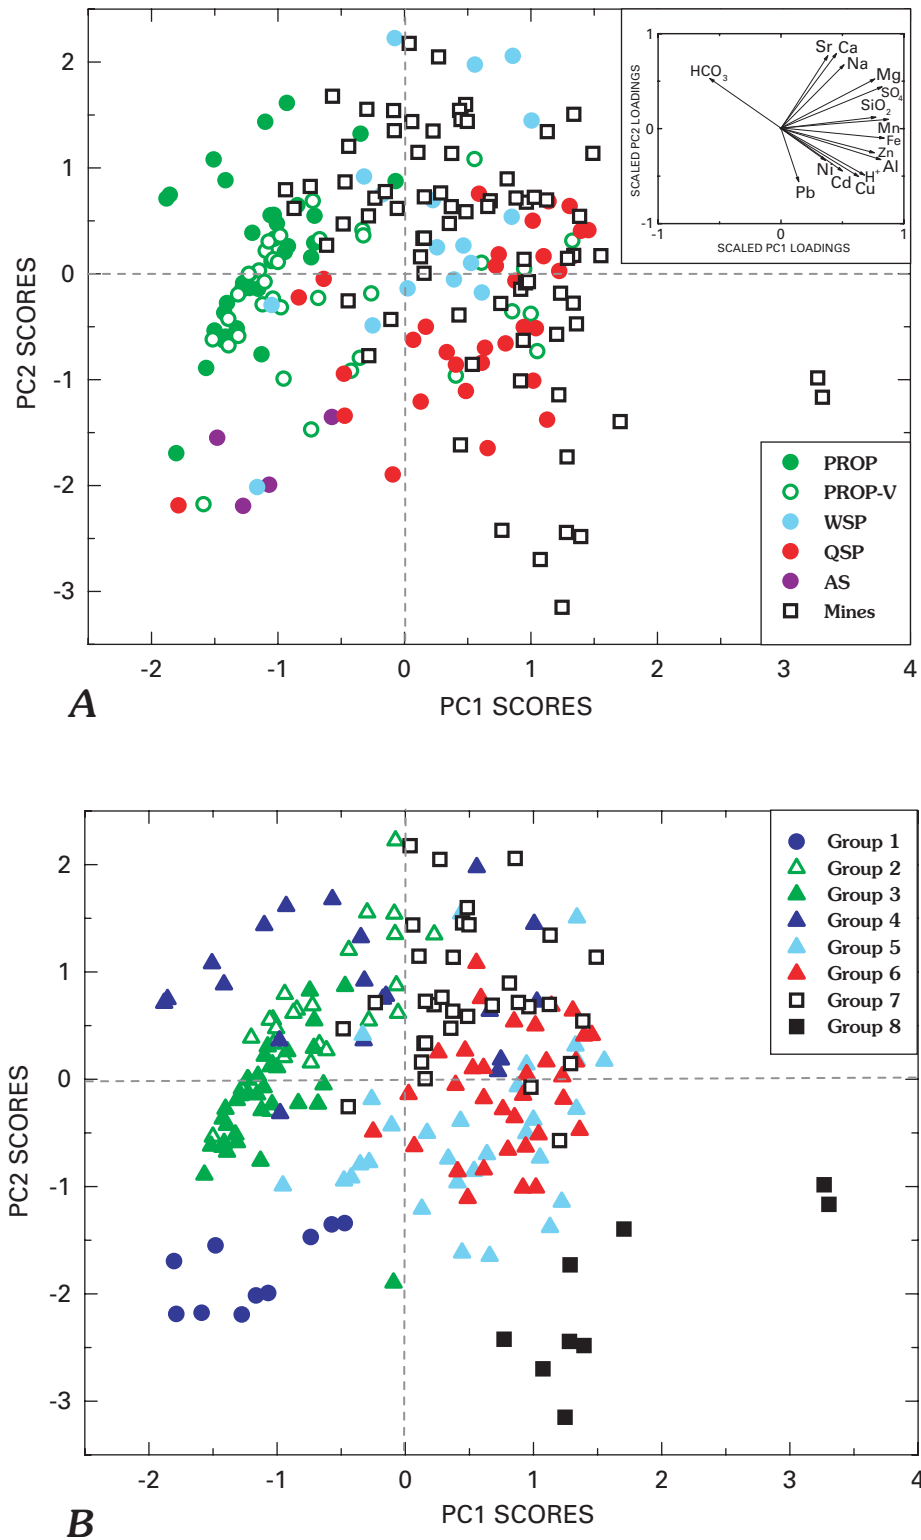 2
1
0
-1
-2
-3
PC2 SCORES
-2
-1
0
1
2
3
4
PC1 SCORES
A
SCALED PC2 LOADINGS
1
0
-1
-1
0
1
SCALED PC1 LOADINGS
HCO3
Sr
Ca
Na
Mg
SO4
SiO2
Mn
Fe
Zn
Al
Ni
H+
Cd
Cu
Pb
PROP
PROP-V
WSP
QSP
AS
Mines
2
1
0
-1
-2
-3
PC2 SCORES
-2
-1
0
1
2
3
4
PC1 SCORES
B
Group 1
Group 2
Group 3
Group 4
Group 5
Group 6
Group 7
Group 8